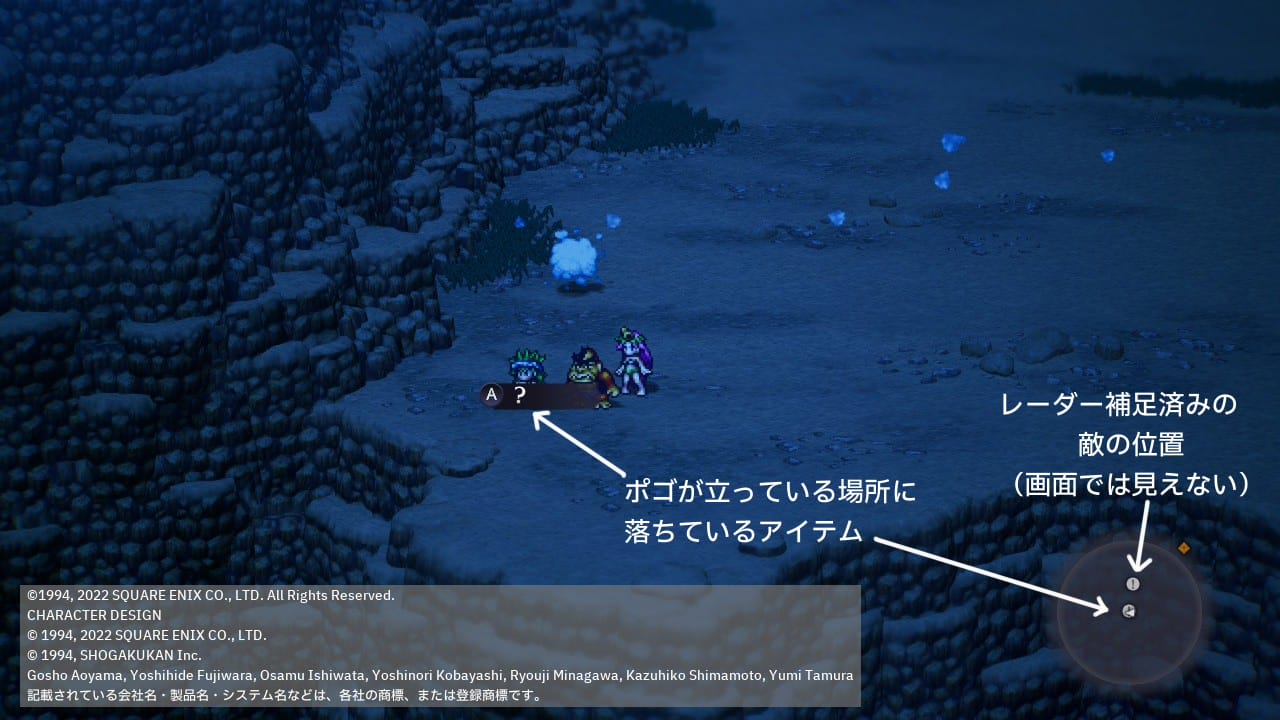 レーダー補足済みの
敵の位置
（画面では見えない）
A ?
ポゴが立っている場所に
落ちているアイテム
!
©1994, 2022 SQUARE ENIX CO., LTD. All Rights Reserved.
CHARACTER DESIGN
© 1994, 2022 SQUARE ENIX CO., LTD.
© 1994, SHOGAKUKAN Inc.
Gosho Aoyama, Yoshihide Fujiwara, Osamu Ishiwata, Yoshinori Kobayashi, Ryouji Minagawa, Kazuhiko Shimamoto, Yumi Tamura
記載されている会社名・製品名・システム名などは、各社の商標、または登録商標です。